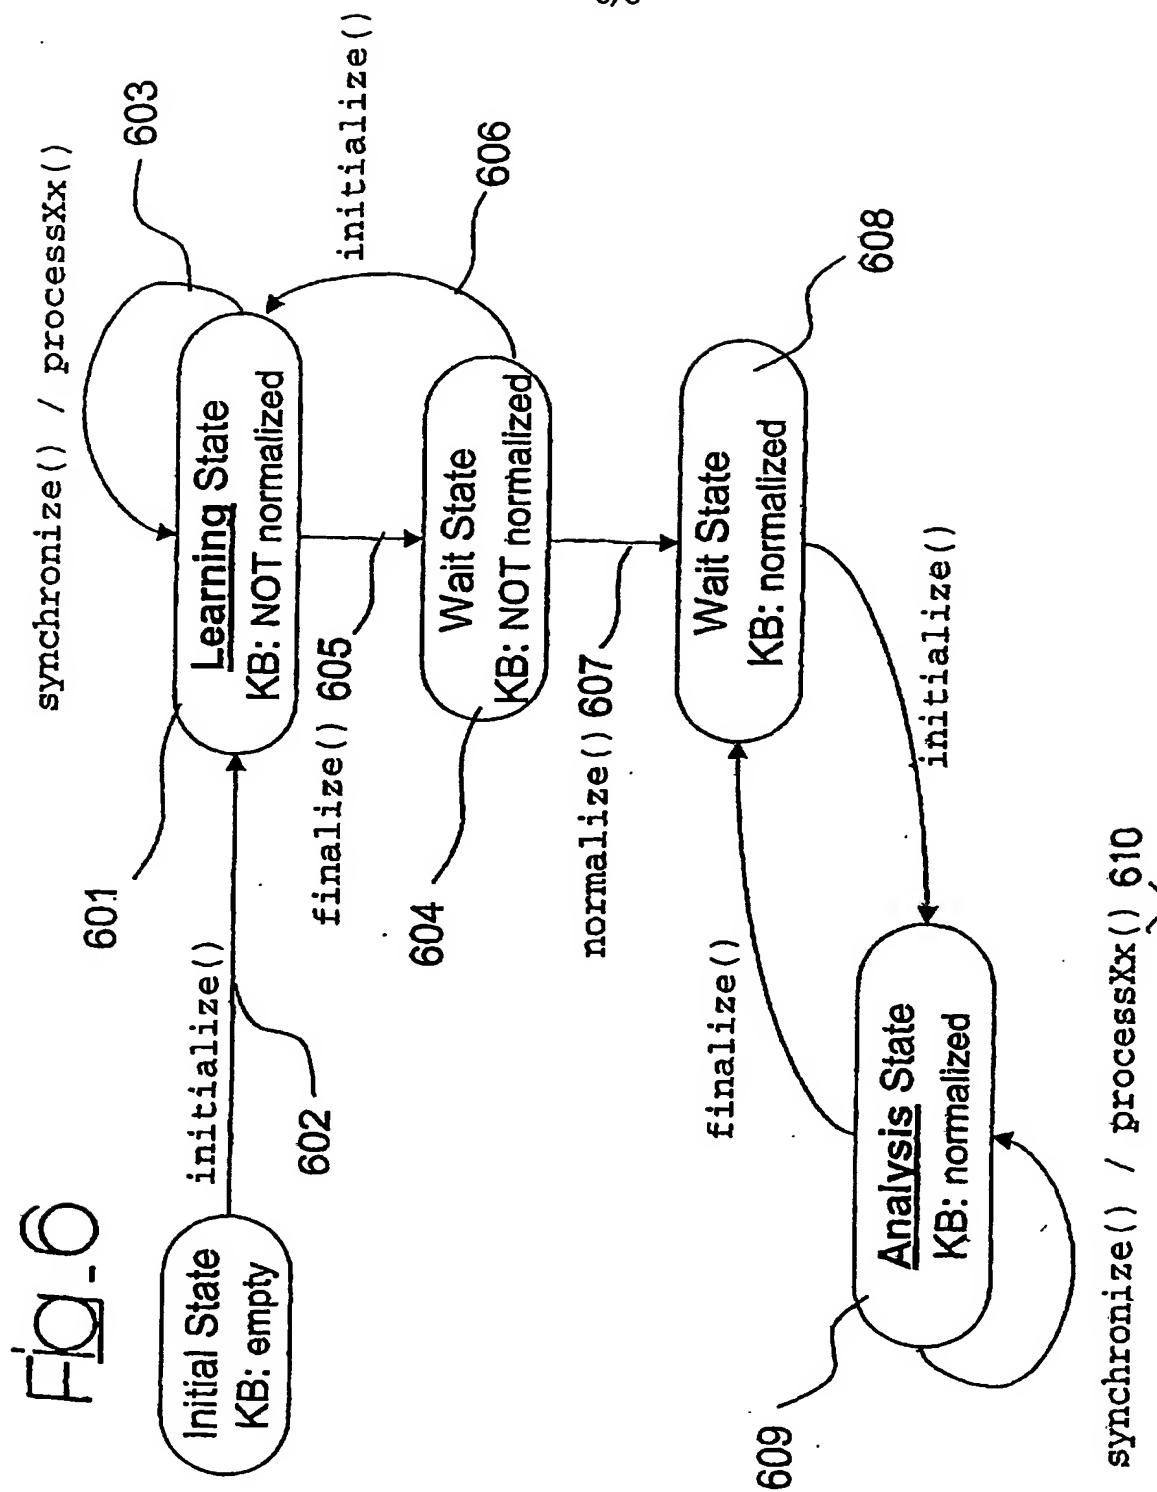 Fig. 6
synchronize() / processXx()
603
initialize()
601
Learning State
KB: NOT normalized
Initial State
KB: empty
602
initialize()
606
finalize() 605
Wait State
KB: NOT normalized
604
normalize() 607
Wait State
KB: normalized
608
finalize()
initialize()
Analysis State
KB: normalized
609
synchronize() / processXx() 610